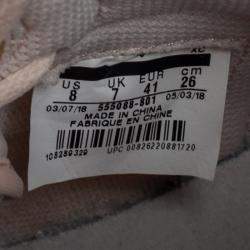 US UK EUR cm
8 7 41 26
03/07/18 05/03/18
555088-801
MADE IN CHINA
FABRIQUE EN CHINE
108289329
UPC 00826220881720